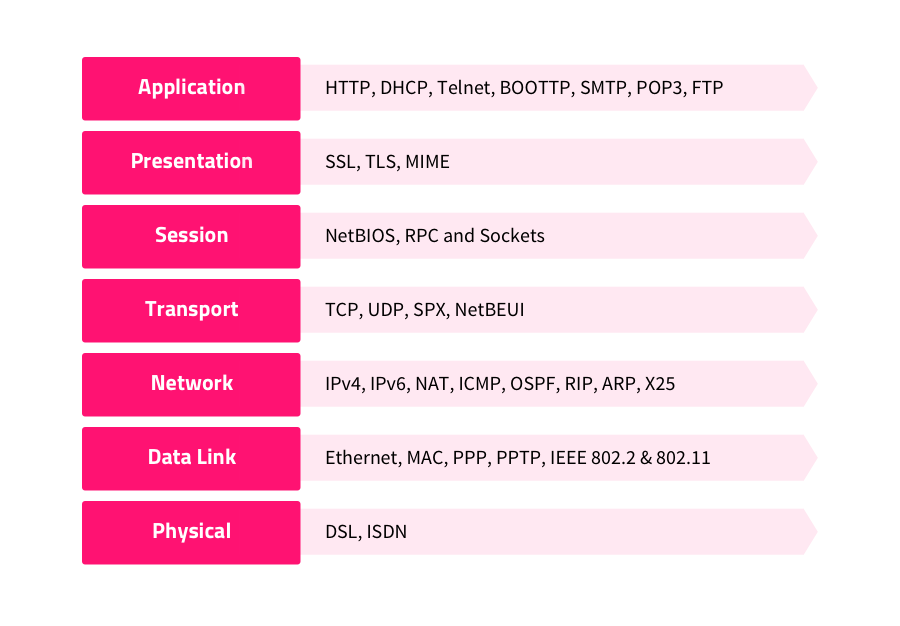 Application
HTTP, DHCP, Telnet, BOOTTP, SMTP, POP3, FTP
Presentation
SSL, TLS, MIME
Session
NetBIOS, RPC and Sockets
Transport
TCP, UDP, SPX, NetBEUI
Network
IPv4, IPv6, NAT, ICMP, OSPF, RIP, ARP, X25
Data Link
Ethernet, MAC, PPP, PPTP, IEEE 802.2 & 802.11
Physical
DSL, ISDN